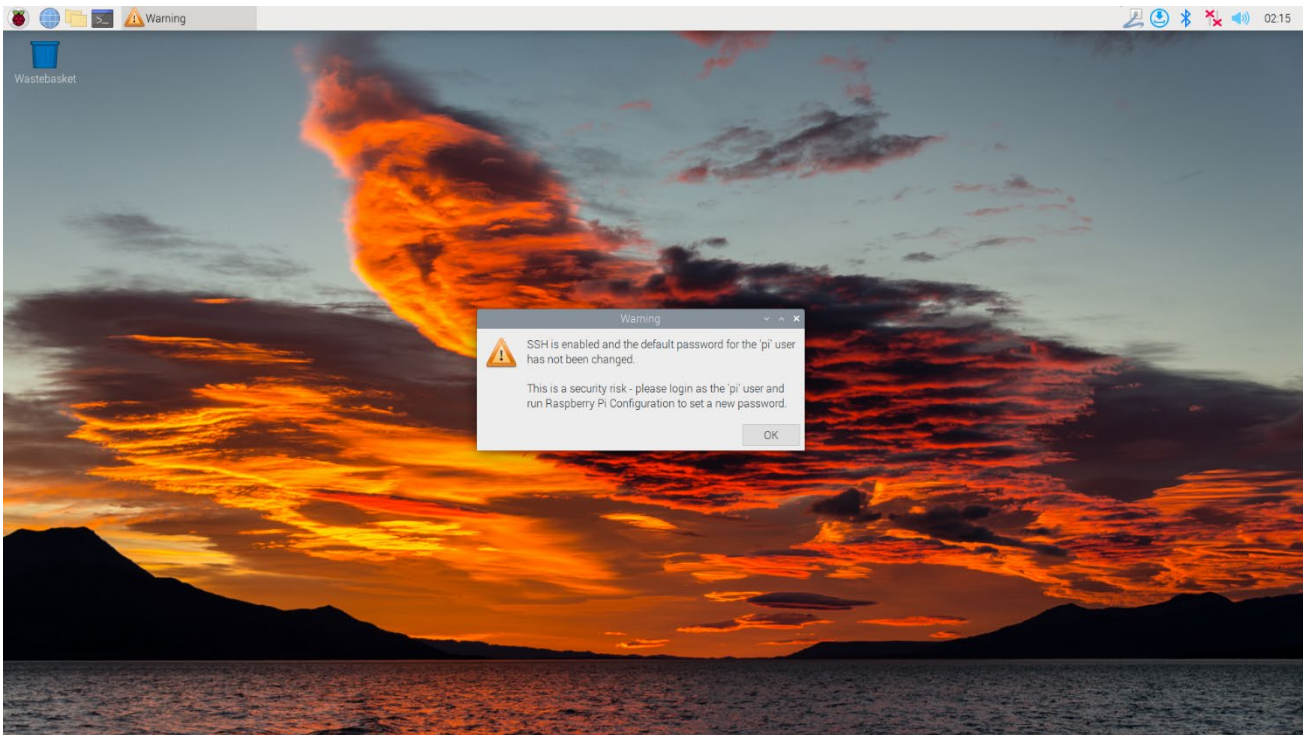 Warning
02:15
Wastebasket
Warning
SSH is enabled and the default password for the 'pi' user
has not been changed.
This is a security risk - please login as the 'pi' user and
run Raspberry Pi Configuration to set a new password.
OK